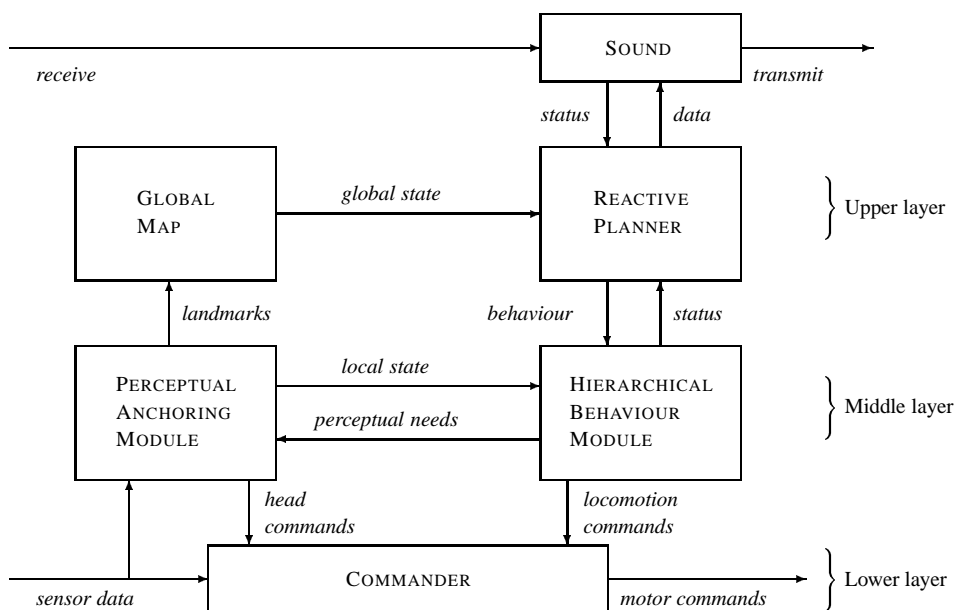 SOUND
receive
transmit
status
data
GLOBAL
MAP
global state
REACTIVE
PLANNER
Upper layer
landmarks
behaviour
status
PERCEPTUAL
ANCHORING
MODULE
local state
perceptual needs
HIERARCHICAL
BEHAVIOUR
MODULE
Middle layer
head
commands
locomotion
commands
sensor data
COMMANDER
motor commands
Lower layer